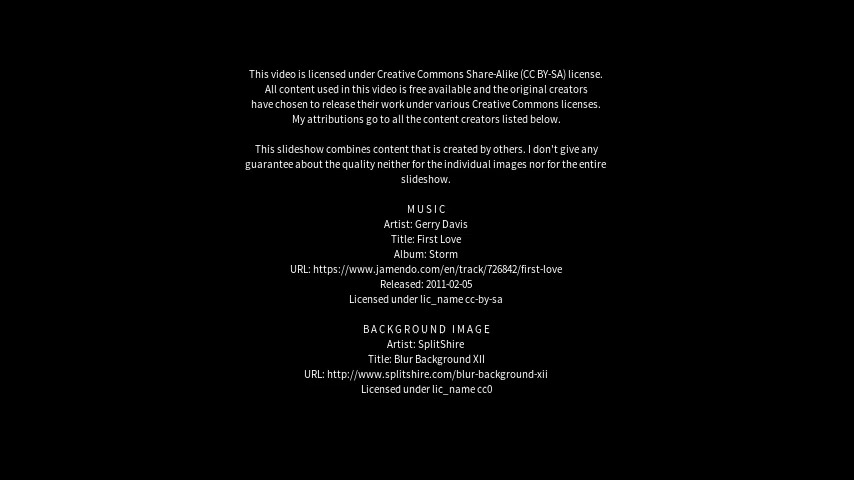 This video is licensed under Creative Commons Share-Alike (CC BY-SA) license.
All content used in this video is free available and the original creators
have chosen to release their work under various Creative Commons licenses.
My attributions go to all the content creators listed below.
This slideshow combines content that is created by others. I don't give any
guarantee about the quality neither for the individual images nor for the entire
slideshow.
MUSIC
Artist: Gerry Davis
Title: First Love
Album: Storm
URL: https://www.jamendo.com/en/track/726842/first-love
Released: 2011-02-05
Licensed under lic_name cc-by-sa
BACKGROUND IMAGE
Artist: SplitShire
Title: Blur Background XII
URL: http://www.splitshire.com/blur-background-xii
Licensed under lic_name cc0